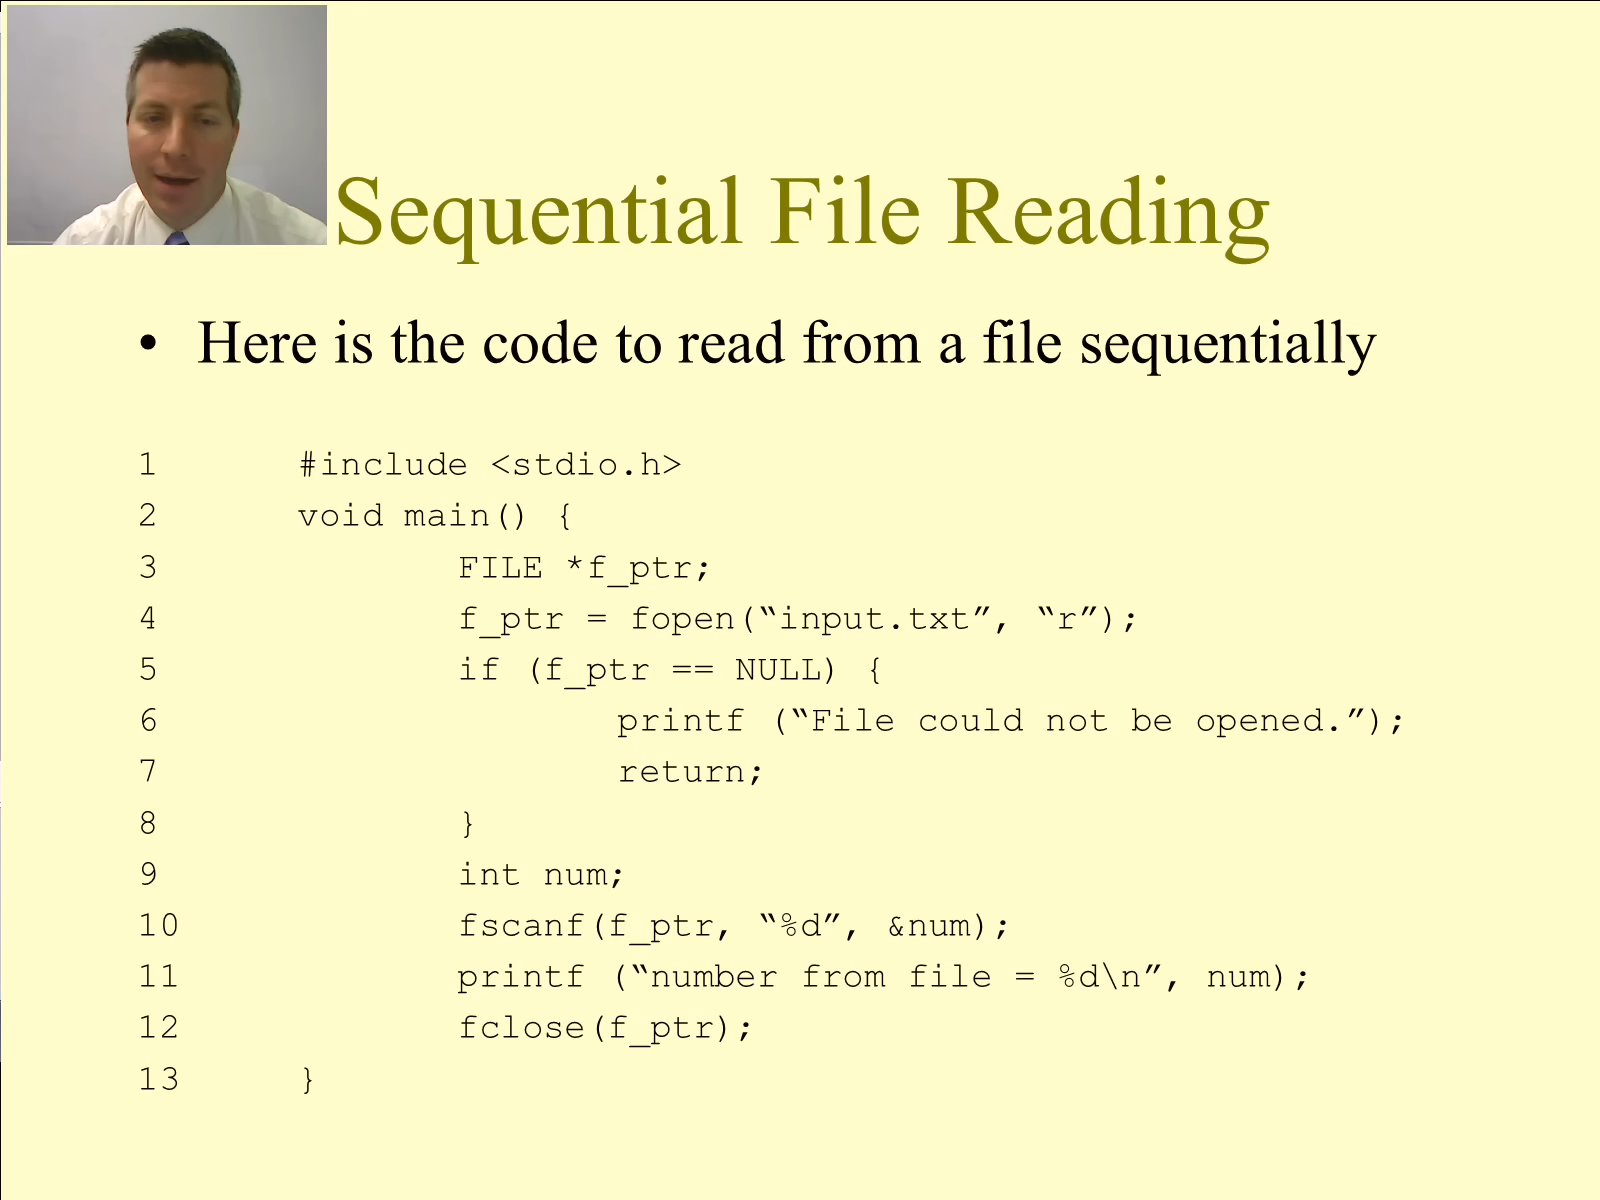 Sequential File Reading
• Here is the code to read from a file sequentially
1 #include <stdio.h>
2 void main() {
3 FILE *f_ptr;
4 f_ptr = fopen(“input.txt”, “r”);
5 if (f_ptr == NULL) {
6 printf (“File could not be opened.”);
7 return;
8 }
9 int num;
10 fscanf(f_ptr, “%d”, &num);
11 printf (“number from file = %d\n”, num);
12 fclose(f_ptr);
13 }